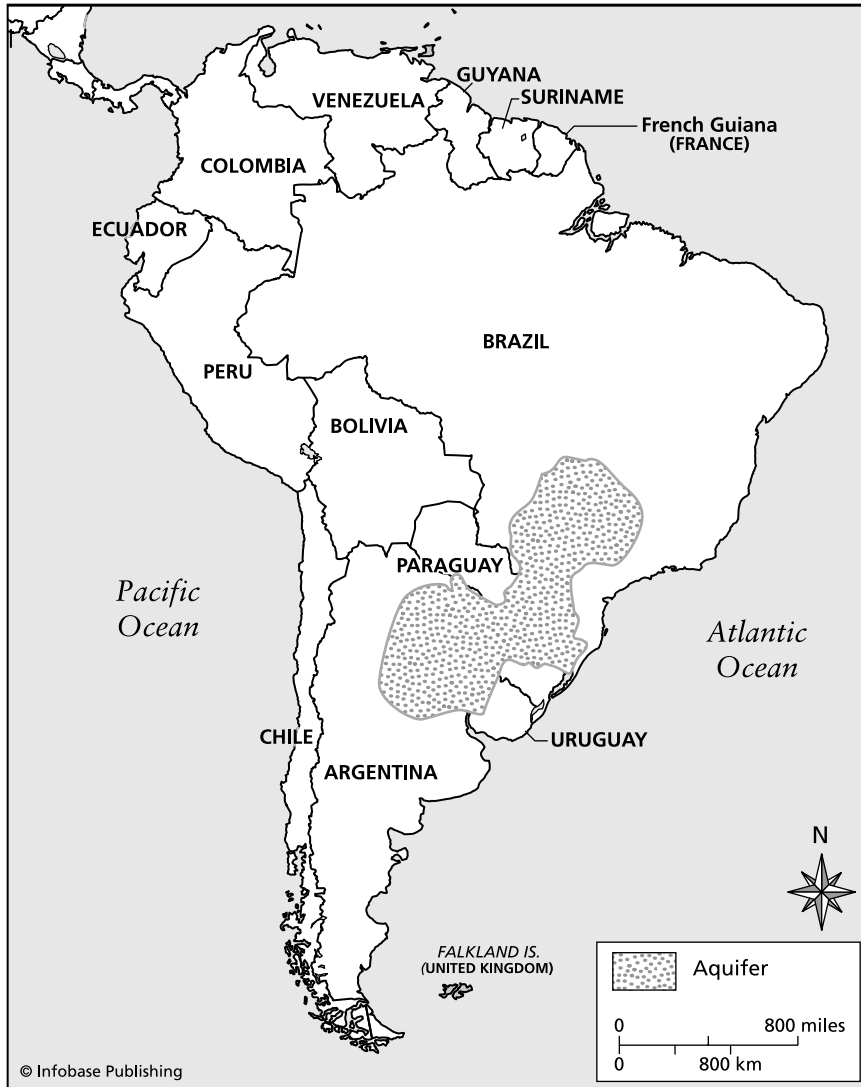 GUYANA
VENEZUELA
SURINAME
French Guiana
(FRANCE)
COLOMBIA
ECUADOR
BRAZIL
PERU
BOLIVIA
PARAGUAY
Pacific
Ocean
Atlantic
Ocean
CHILE
URUGUAY
ARGENTINA
N
FALKLAND IS.
(UNITED KINGDOM)
Aquifer
0 800 miles
0 800 km
© Infobase Publishing